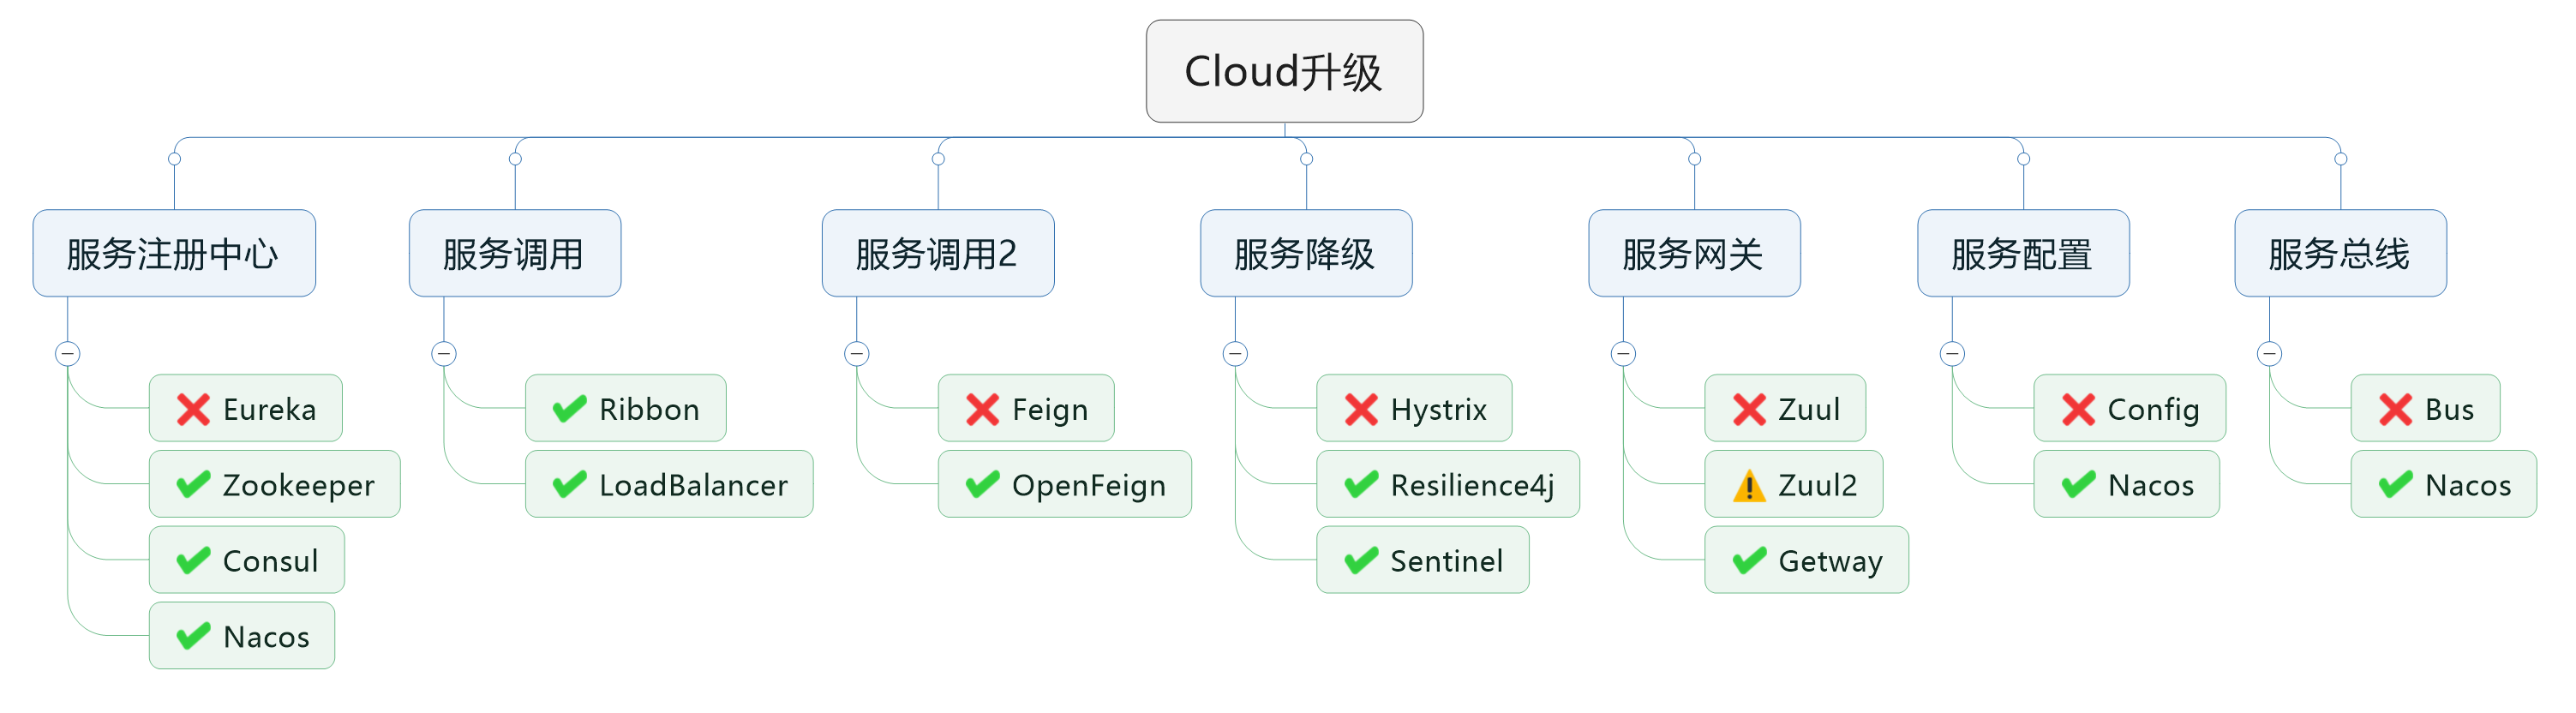 Cloud升级
服务注册中心
服务调用
服务调用2
服务降级
服务网关
服务配置
服务总线
Eureka
Zookeeper
Consul
Nacos
Ribbon
LoadBalancer
Feign
OpenFeign
Hystrix
Resilience4j
Sentinel
Zuul
Zuul2
Getway
Config
Nacos
Bus
Nacos